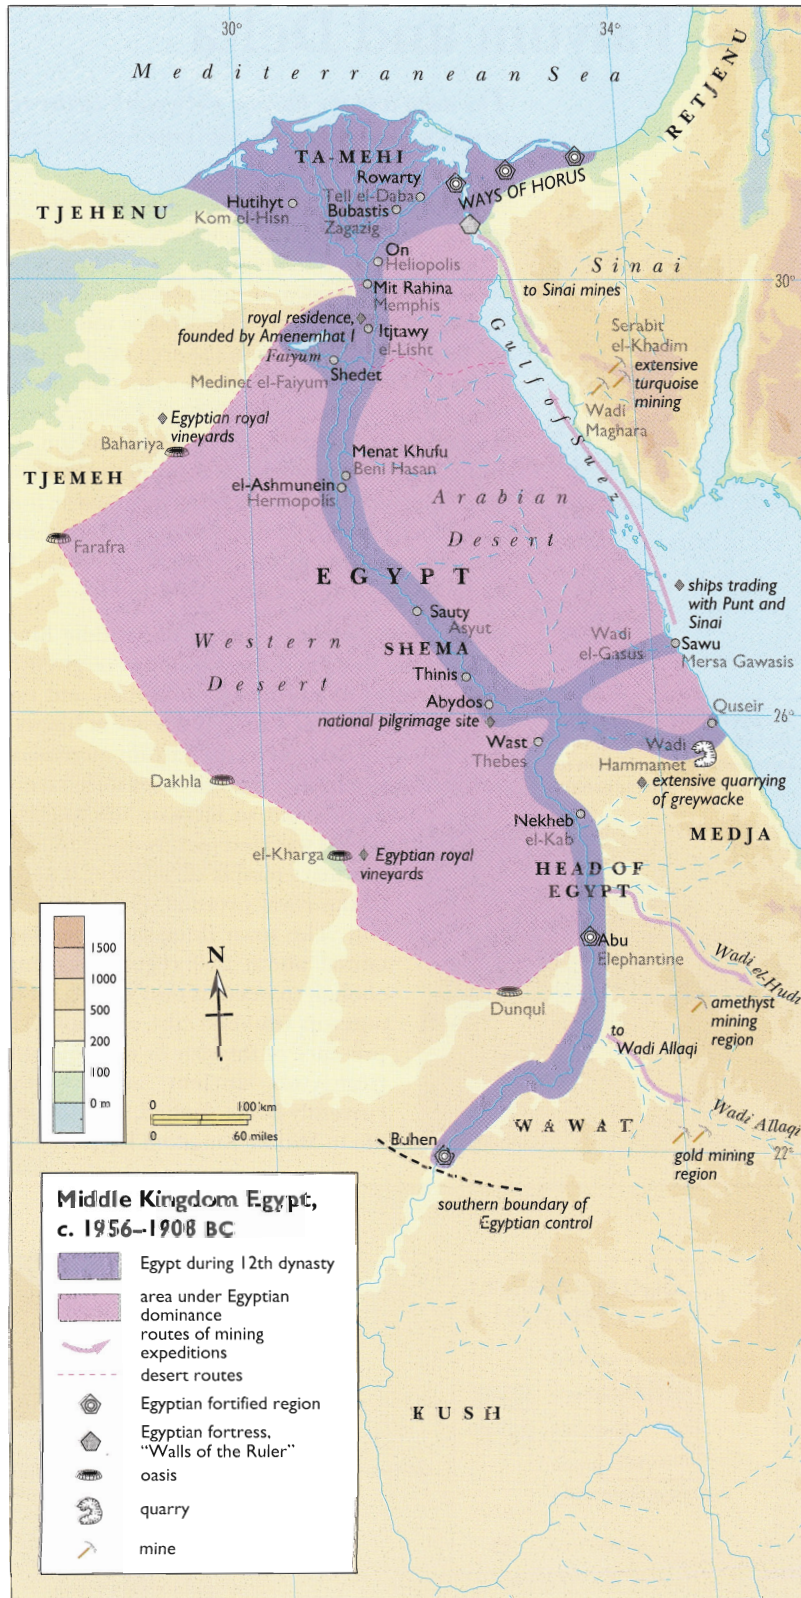 30°
34°
Mediterranean Sea
RETJENU
TA-MEHI
Rowarty
Tell el-Daba
WAYS OF HORUS
Hutihyt
Kom el-Hisn
Bubastis
Zagazig
TJEHENU
On
Heliopolis
Sinai
30°
Mit Rahina
Memphis
to Sinai mines
royal residence,
founded by Amenemhat I
Itjtawy
el-Lisht
Faiyum
Medinet el-Faiyum
Shedet
Gulf of Suez
Serabit
el-Khadim
extensive
turquoise
mining
Wadi
Maghara
Egyptian royal
vineyards
Bahariya
TJEMEH
Menat Khufu
Beni Hasan
el-Ashmunein
Hermopolis
Arabian
Desert
Farafra
EGYPT
ships trading
with Punt and
Sinai
Sauty
Asyut
Western
Desert
SHEMA
Wadi
el-Gasus
Sawu
Mersa Gawasis
Thinis
Abydos
national pilgrimage site
Quseir
26°
Wast
Thebes
Wadi
Hammamet
Dakhla
extensive quarrying
of greywacke
Nekheb
el-Kab
MEDJA
el-Kharga
Egyptian royal
vineyards
HEAD OF
EGYPT
Abu
Elephantine
Wadi el-Hudi
Dunqul
amethyst
mining
region
to
Wadi Allaqi
Wadi Allaqi
WAWAT
Buhen
gold mining
region
22°
southern boundary of
Egyptian control
KUSH
1500
1000
500
200
100
0 m
N
0 100 km
0 60 miles
Middle Kingdom Egypt,
c. 1956–1908 BC
Egypt during 12th dynasty
area under Egyptian
dominance
routes of mining
expeditions
desert routes
Egyptian fortified region
Egyptian fortress,
“Walls of the Ruler”
oasis
quarry
mine